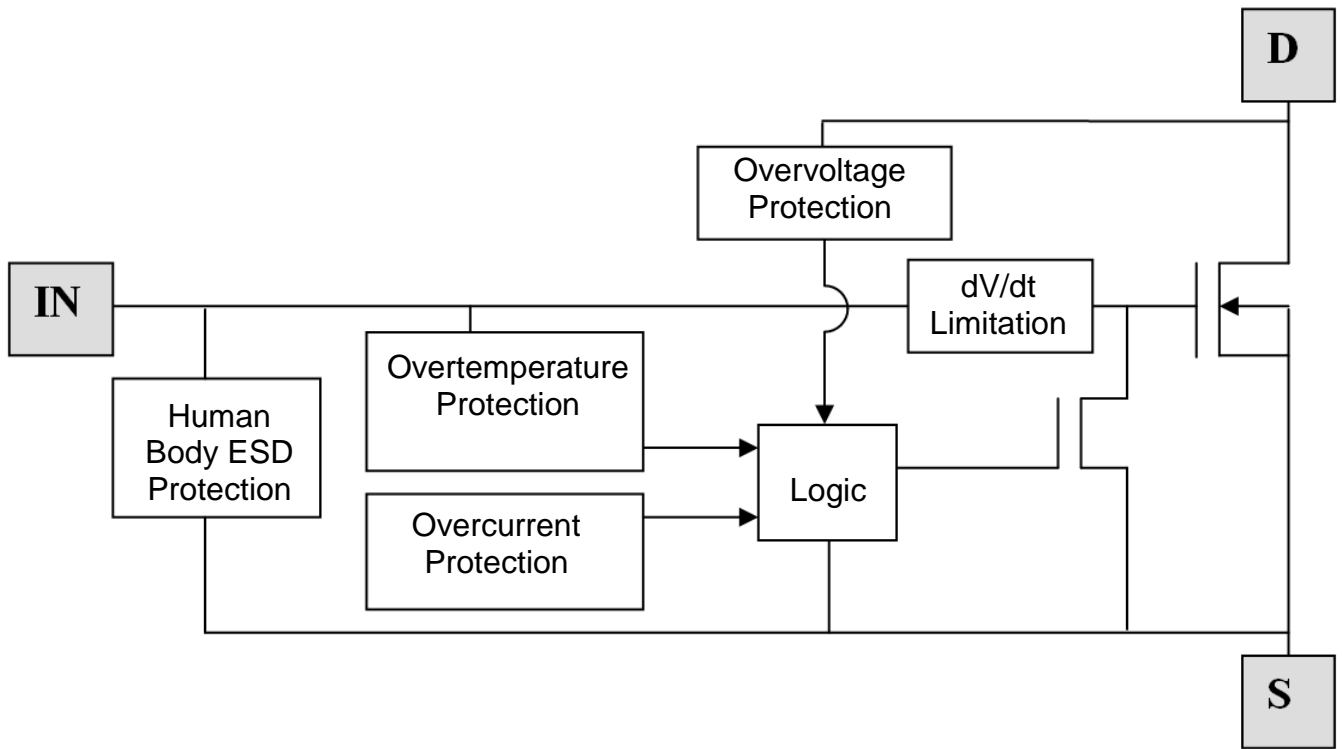 D
Overvoltage
Protection
IN
dV/dt
Limitation
Overtemperature
Protection
Human
Body ESD
Protection
Logic
Overcurrent
Protection
S